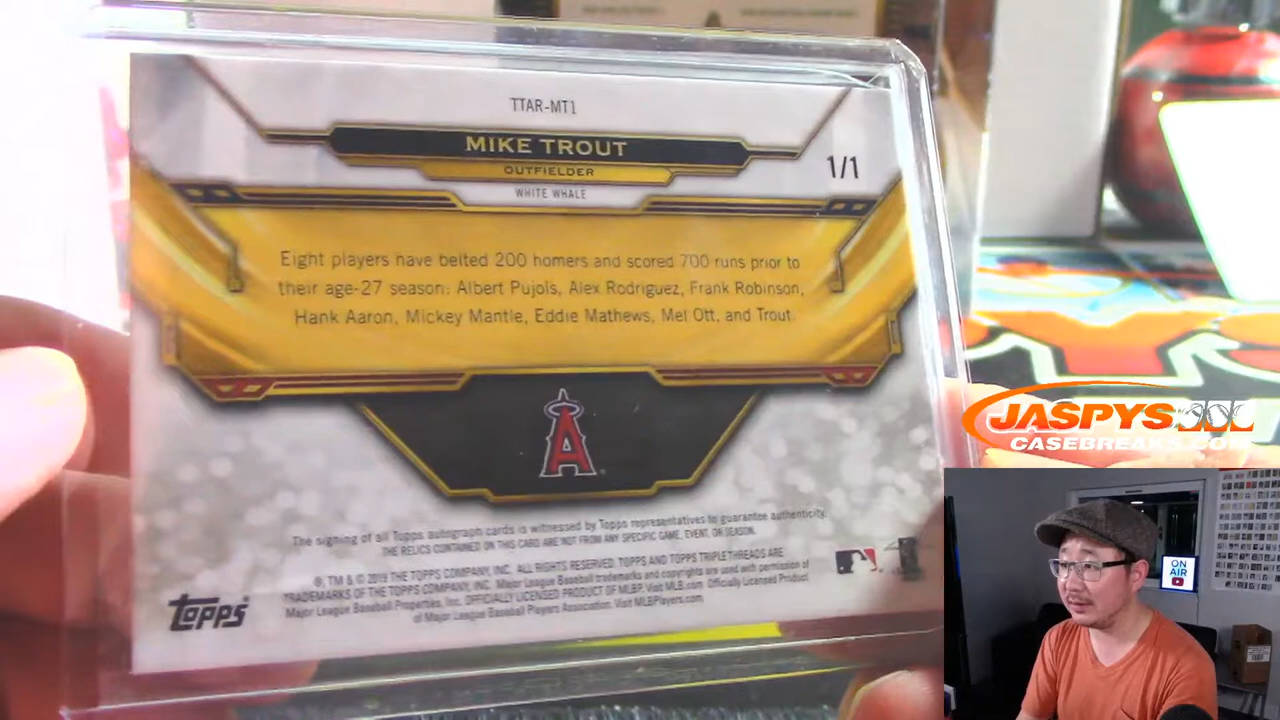 TTAR-MT1
MIKE TROUT
OUTFIELDER
WHITE WHALE
1/1
Eight players have belted 200 homers and scored 700 runs prior to
their age-27 season: Albert Pujols, Alex Rodriguez, Frank Robinson,
Hank Aaron, Mickey Mantle, Eddie Mathews, Mel Ott, and Trout.
A
The signing of all Topps autograph cards is witnessed by Topps representatives to guarantee authenticity.
THE RELICS CONTAINED ON THIS CARD ARE NOT FROM ANY SPECIFIC GAME, EVENT, OR SEASON.
®, TM & © 2019 THE TOPPS COMPANY, INC. ALL RIGHTS RESERVED. TOPPS AND TOPPS TRIPLE THREADS ARE
TRADEMARKS OF THE TOPPS COMPANY, INC. Major League Baseball trademarks and copyrights are used with permission of
Major League Baseball Properties, Inc. OFFICIALLY LICENSED PRODUCT OF MLBP. Visit MLB.com Officially Licensed Product
of Major League Baseball Players Association. Visit MLBPlayers.com
Topps
JASPYS
CASEBREAKS.COM
ON
AIR